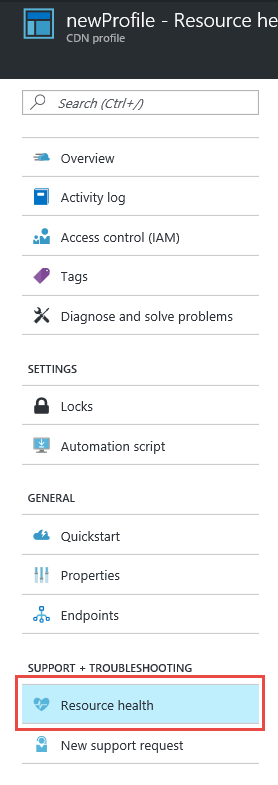 newProfile - Resource he
CDN profile
Search (Ctrl+/)
Overview
Activity log
Access control (IAM)
Tags
Diagnose and solve problems
SETTINGS
Locks
Automation script
GENERAL
Quickstart
Properties
Endpoints
SUPPORT + TROUBLESHOOTING
Resource health
New support request